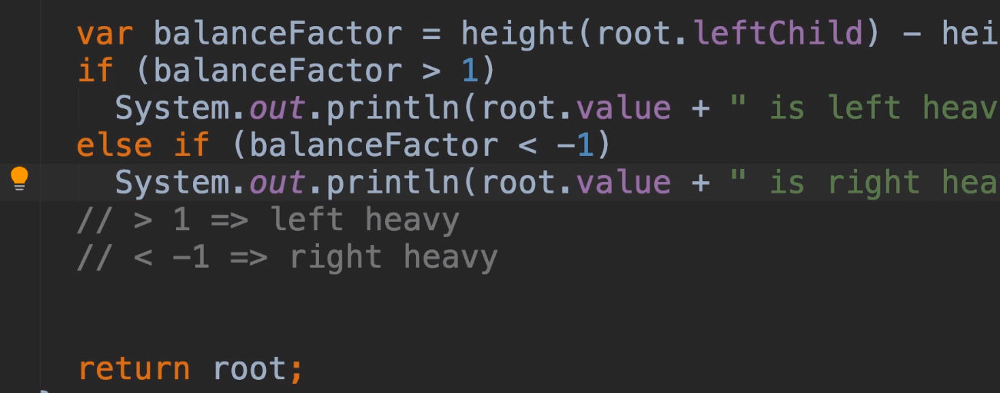 var balanceFactor = height(root.leftChild) - hei
if (balanceFactor > 1)
System.out.println(root.value + " is left heav
else if (balanceFactor < -1)
System.out.println(root.value + " is right hea
// > 1 => left heavy
// < -1 => right heavy
return root;